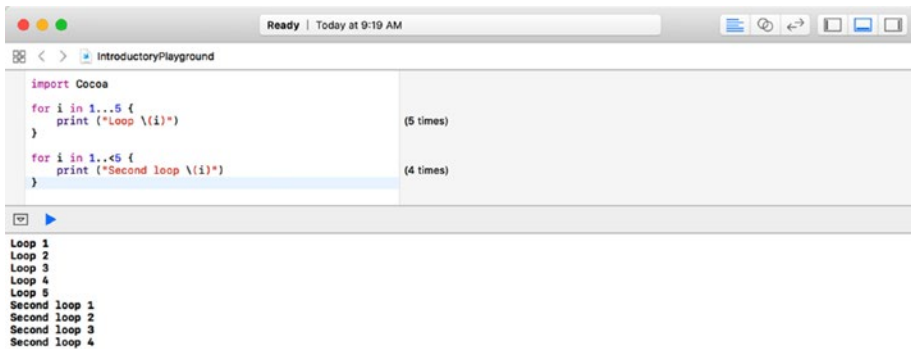 Ready | Today at 9:19 AM
IntroductoryPlayground
import Cocoa
for i in 1...5 {
print ("Loop \(i)")
(5 times)
}
for i in 1..<5 {
print ("Second loop \(i)")
(4 times)
}
Loop 1
Loop 2
Loop 3
Loop 4
Loop 5
Second loop 1
Second loop 2
Second loop 3
Second loop 4